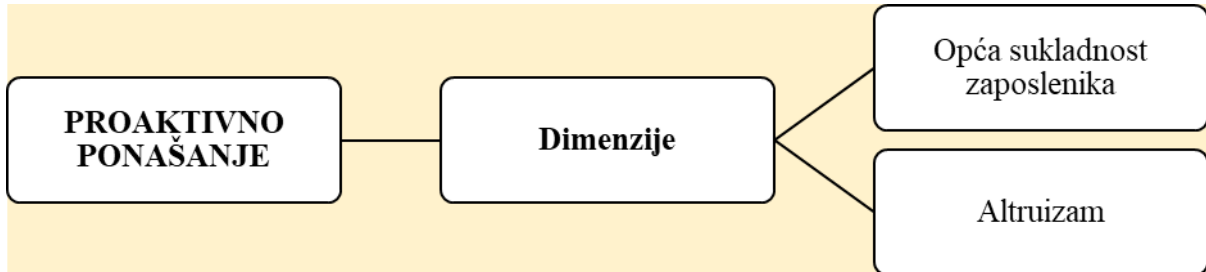 PROAKTIVNO
PONAŠANJE
Dimenzije
Opća sukladnost
zaposlenika
Altruizam